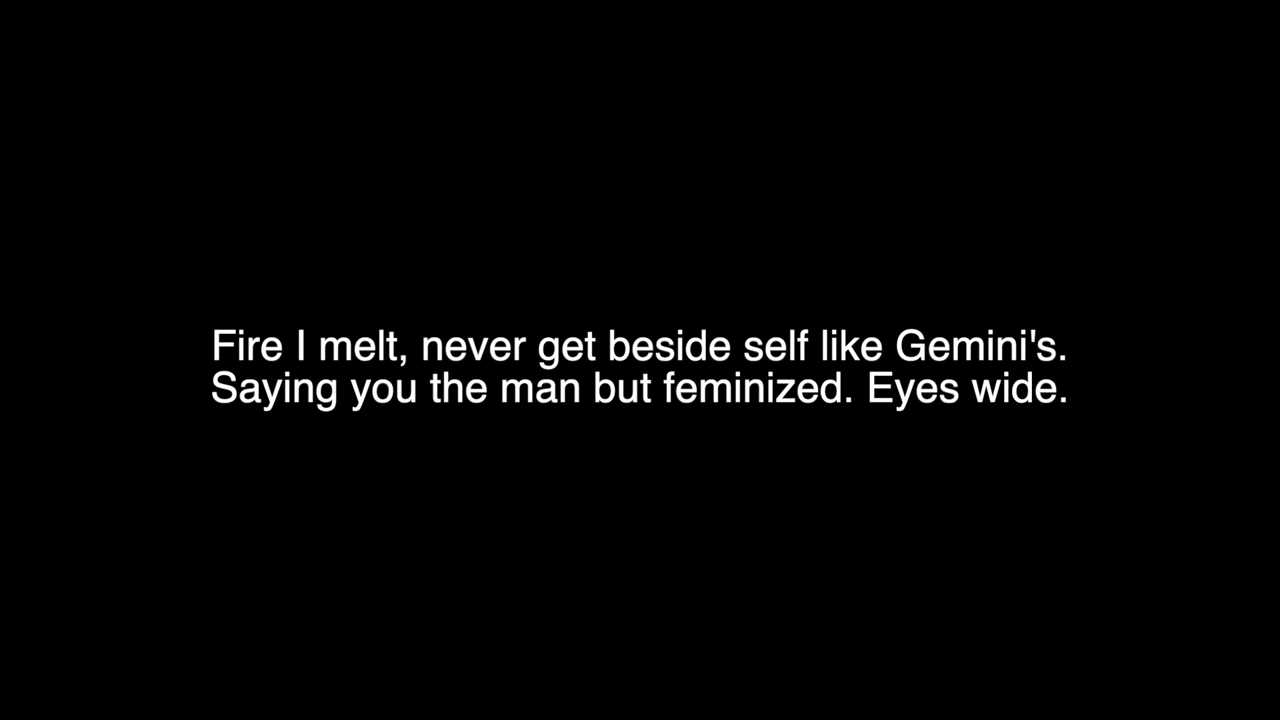 Fire I melt, never get beside self like Gemini's.
Saying you the man but feminized. Eyes wide.